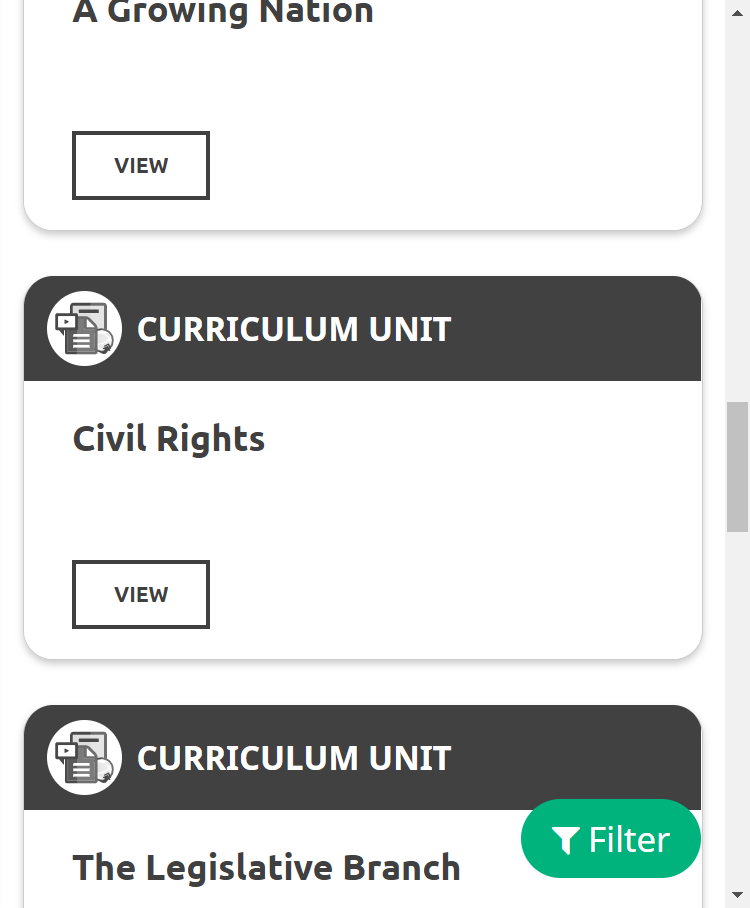 A Growing Nation
VIEW
CURRICULUM UNIT
Civil Rights
VIEW
CURRICULUM UNIT
The Legislative Branch
Filter